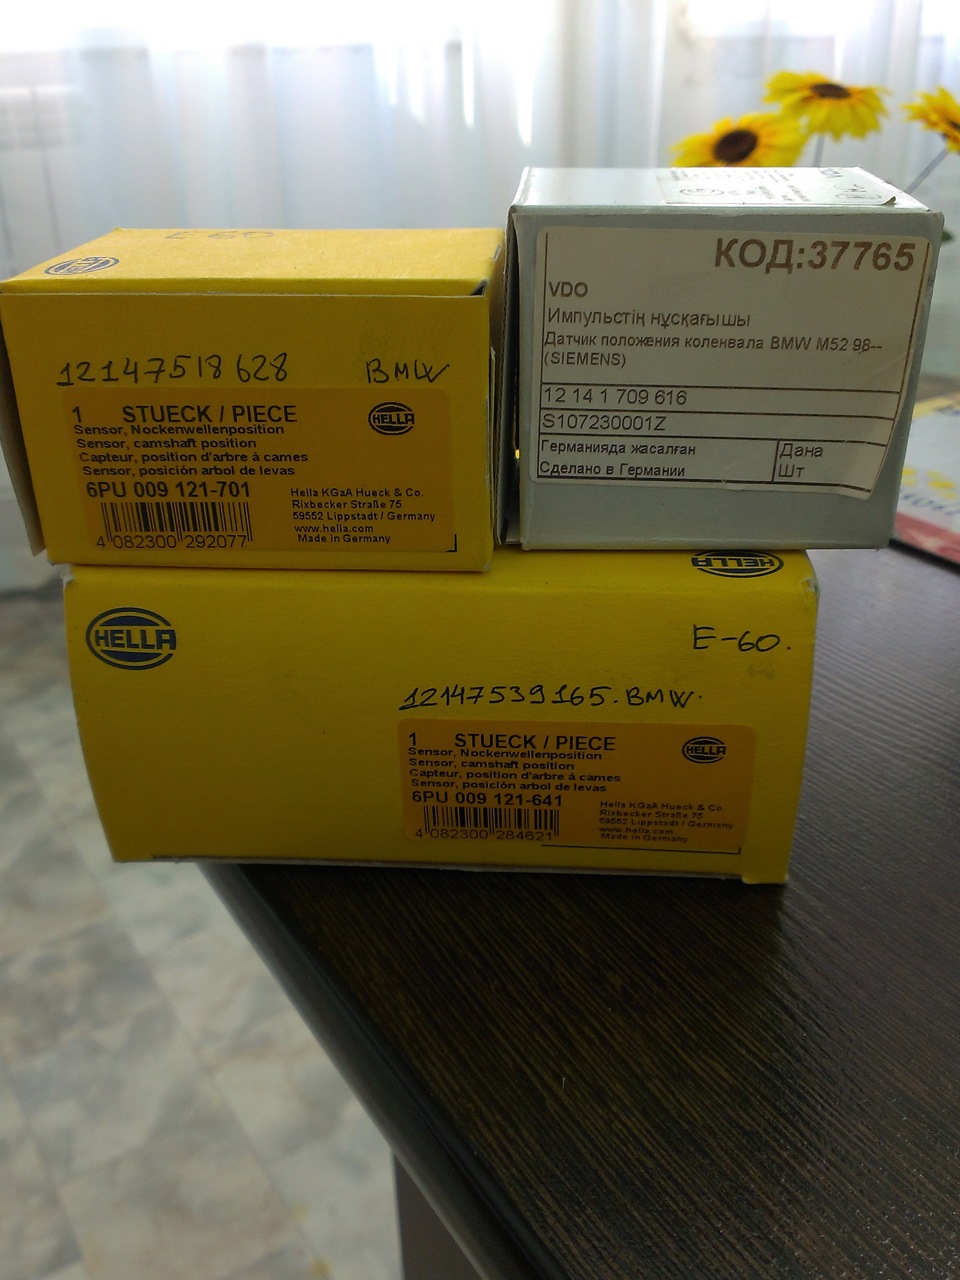 E-60
HELLA
12147518628 BMW
1 STUECK / PIECE
HELLA
Sensor, Nockenwellenposition
Sensor, camshaft position
Capteur, position d'arbre à cames
Sensor, posición arbol de levas
6PU 009 121-701
4 082300 292077
Hella KGaA Hueck & Co.
Rixbecker Straße 75
59552 Lippstadt / Germany
www.hella.com
Made in Germany
КОД:37765
VDO
Импульстің нұсқағышы
Датчик положения коленвала BMW M52 98--
(SIEMENS)
12 14 1 709 616
S107230001Z
Германияда жасалған
Сделано в Германии
Дана
Шт
HELLA
HELLA
E-60.
12147539165. BMW.
1 STUECK / PIECE
HELLA
Sensor, Nockenwellenposition
Sensor, camshaft position
Capteur, position d'arbre à cames
Sensor, posición arbol de levas
6PU 009 121-641
4 082300 284621
Hella KGaA Hueck & Co.
Rixbecker Straße 75
59552 Lippstadt / Germany
www.hella.com
Made in Germany